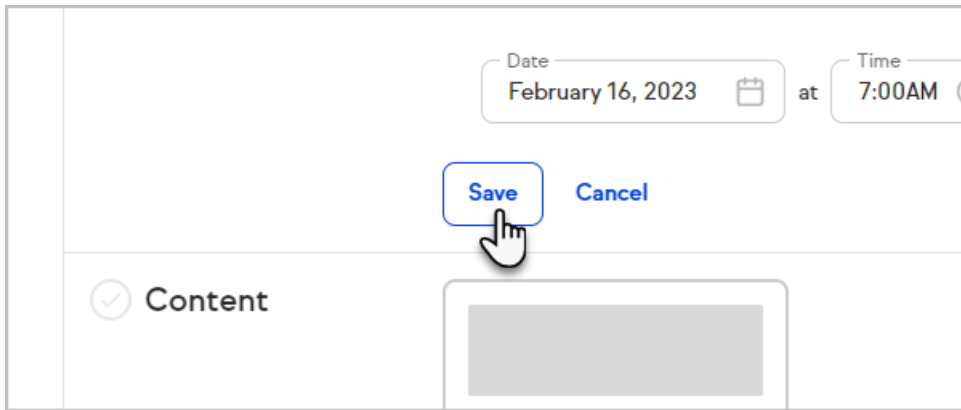 Date
February 16, 2023
at
Time
7:00AM
Save
Cancel
Content